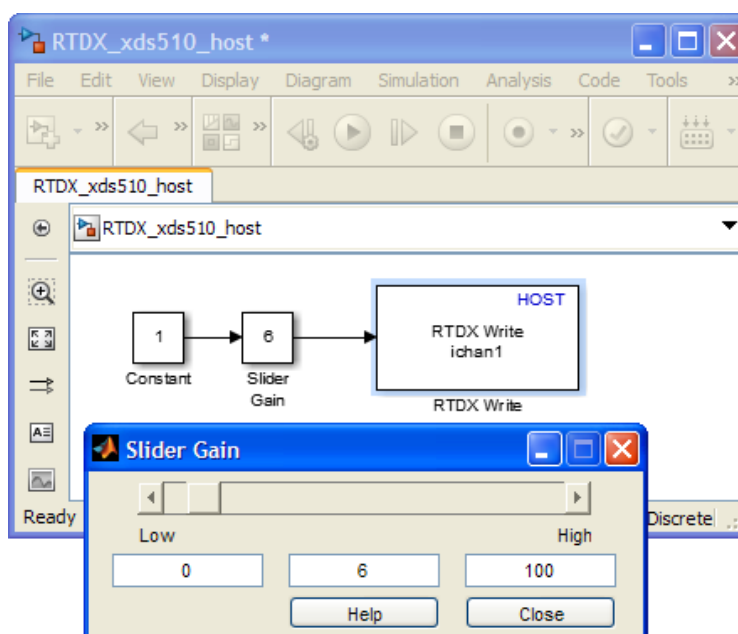 RTDX_xds510_host *
File Edit View Display Diagram Simulation Analysis Code Tools »
» » » »
RTDX_xds510_host
RTDX_xds510_host
HOST
1 6 RTDX Write
ichan1
Constant Slider
Gain
RTDX Write
A
Slider Gain
Ready Discrete
Low High
0 6 100
Help Close